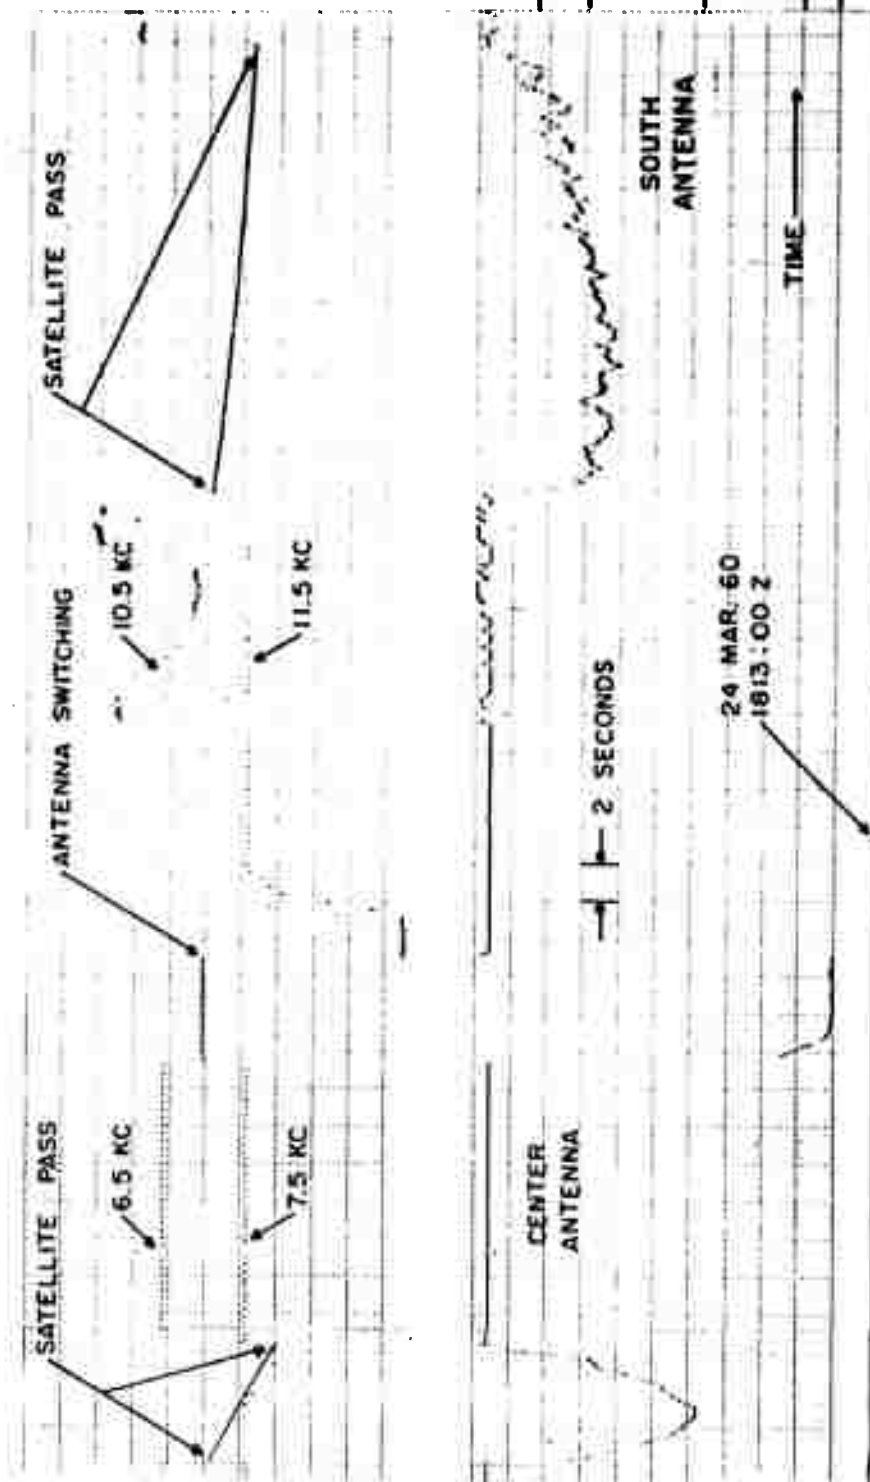 SATELLITE PASS
6.5 KC
7.5 KC
ANTENNA SWITCHING
10.5 KC
11.5 KC
SATELLITE PASS
CENTER
ANTENNA
2 SECONDS
24 MAR. 60
1813:00 Z
SOUTH
ANTENNA
TIME